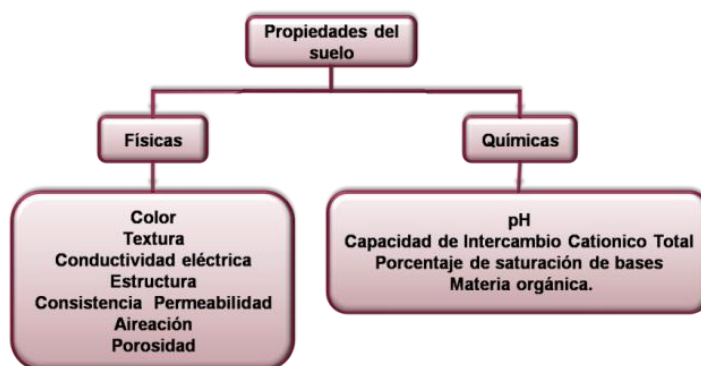 Propiedades del
suelo
Físicas
Químicas
Color
Textura
Conductividad eléctrica
Estructura
Consistencia Permeabilidad
Aireación
Porosidad
pH
Capacidad de Intercambio Cationico Total
Porcentaje de saturación de bases
Materia orgánica.